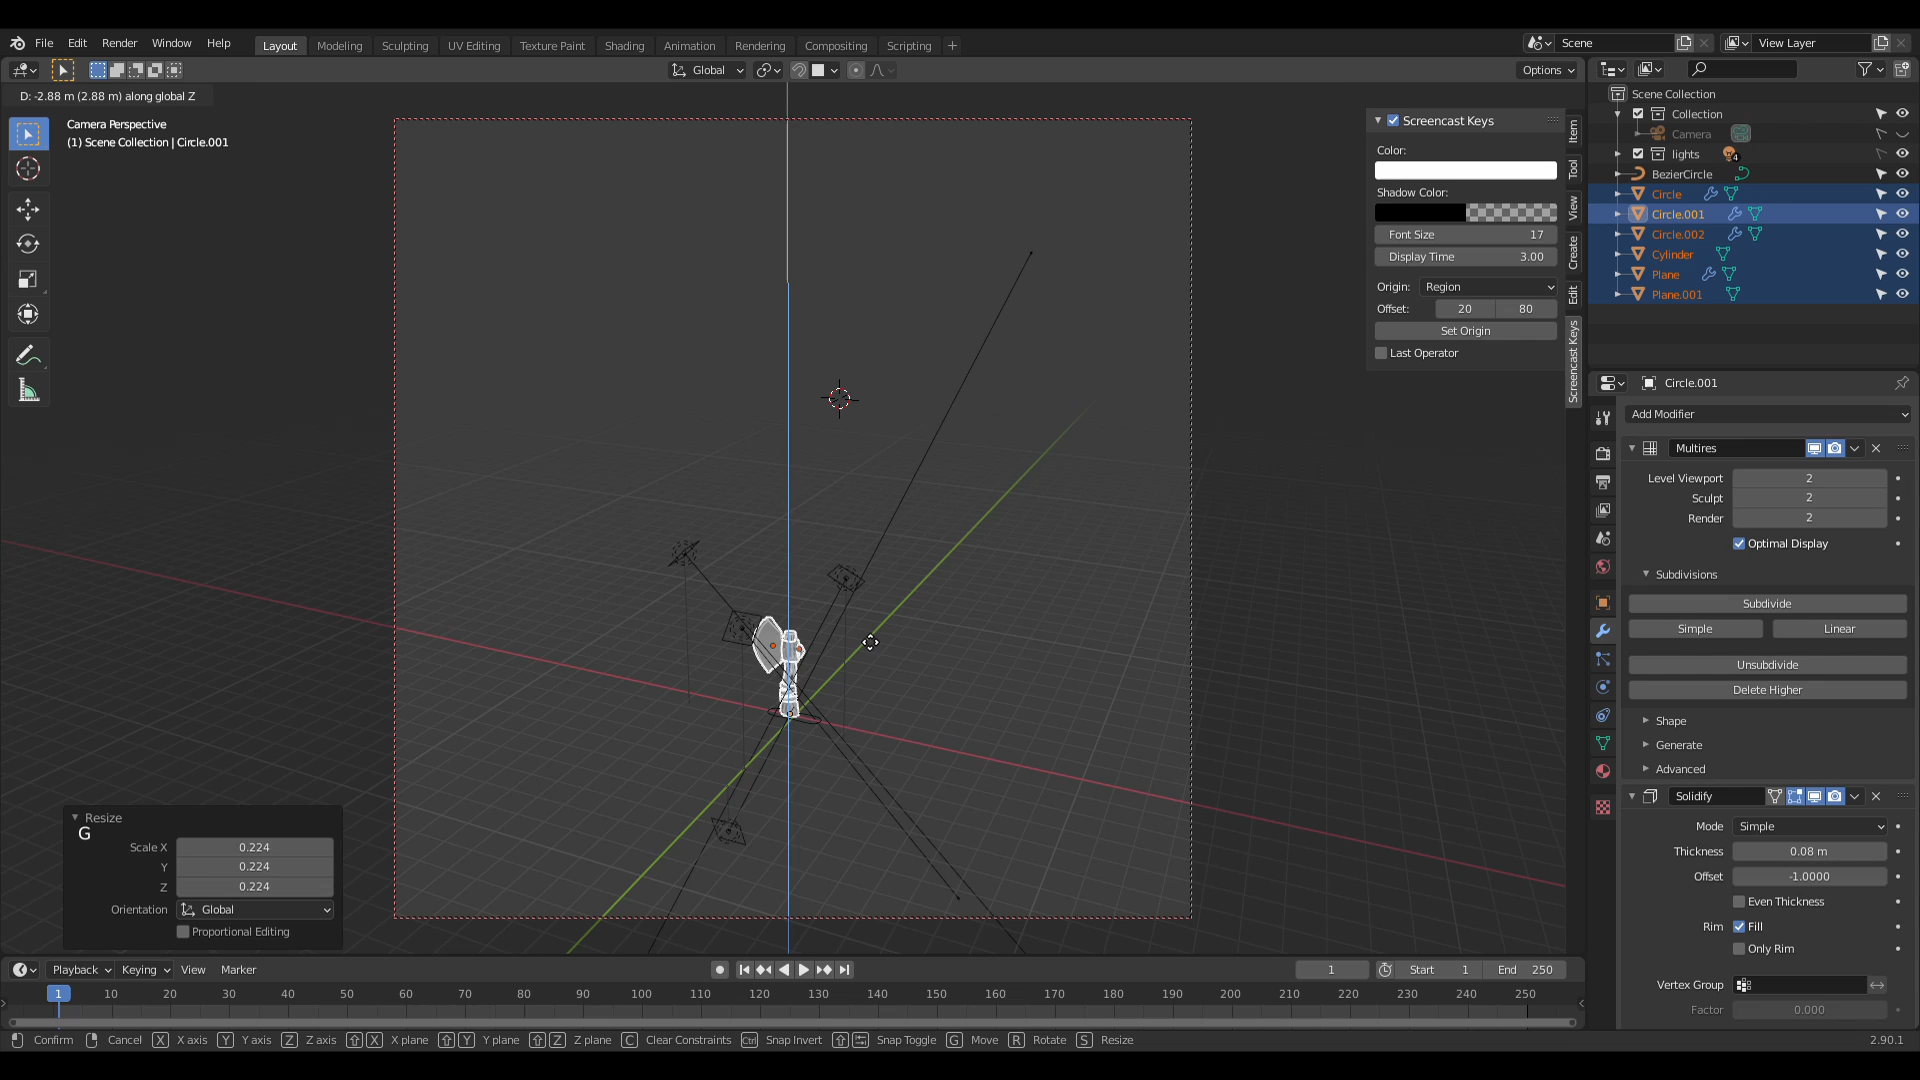 File Edit Render Window Help Layout Modeling Sculpting UV Editing Texture Paint Shading Animation Rendering Compositing Scripting + Scene View Layer
Global Options
D: -2.88 m (2.88 m) along global Z
Camera Perspective
(1) Scene Collection | Circle.001
Screencast Keys
Color:
Shadow Color:
Font Size 17
Display Time 3.00
Origin: Region
Offset: 20 80
Set Origin
Last Operator
Item
Tool
View
Create
Edit
Screencast Keys
Scene Collection
Collection
Camera
lights 4
BezierCircle
Circle
Circle.001
Circle.002
Cylinder
Plane
Plane.001
Circle.001
Add Modifier
Multires
Level Viewport 2
Sculpt 2
Render 2
Optimal Display
Subdivisions
Subdivide
Simple Linear
Unsubdivide
Delete Higher
Shape
Generate
Advanced
Solidify
Mode Simple
Thickness 0.08 m
Offset -1.0000
Even Thickness
Rim Fill
Only Rim
Vertex Group
Factor 0.000
Resize
G
Scale X 0.224
Y 0.224
Z 0.224
Orientation Global
Proportional Editing
Playback Keying View Marker 1 Start 1 End 250
1 10 20 30 40 50 60 70 80 90 100 110 120 130 140 150 160 170 180 190 200 210 220 230 240 250
Confirm Cancel X X axis Y Y axis Z Z axis X X plane Y Y plane Z Z plane C Clear Constraints Ctrl Snap Invert Snap Toggle G Move R Rotate S Resize 2.90.1